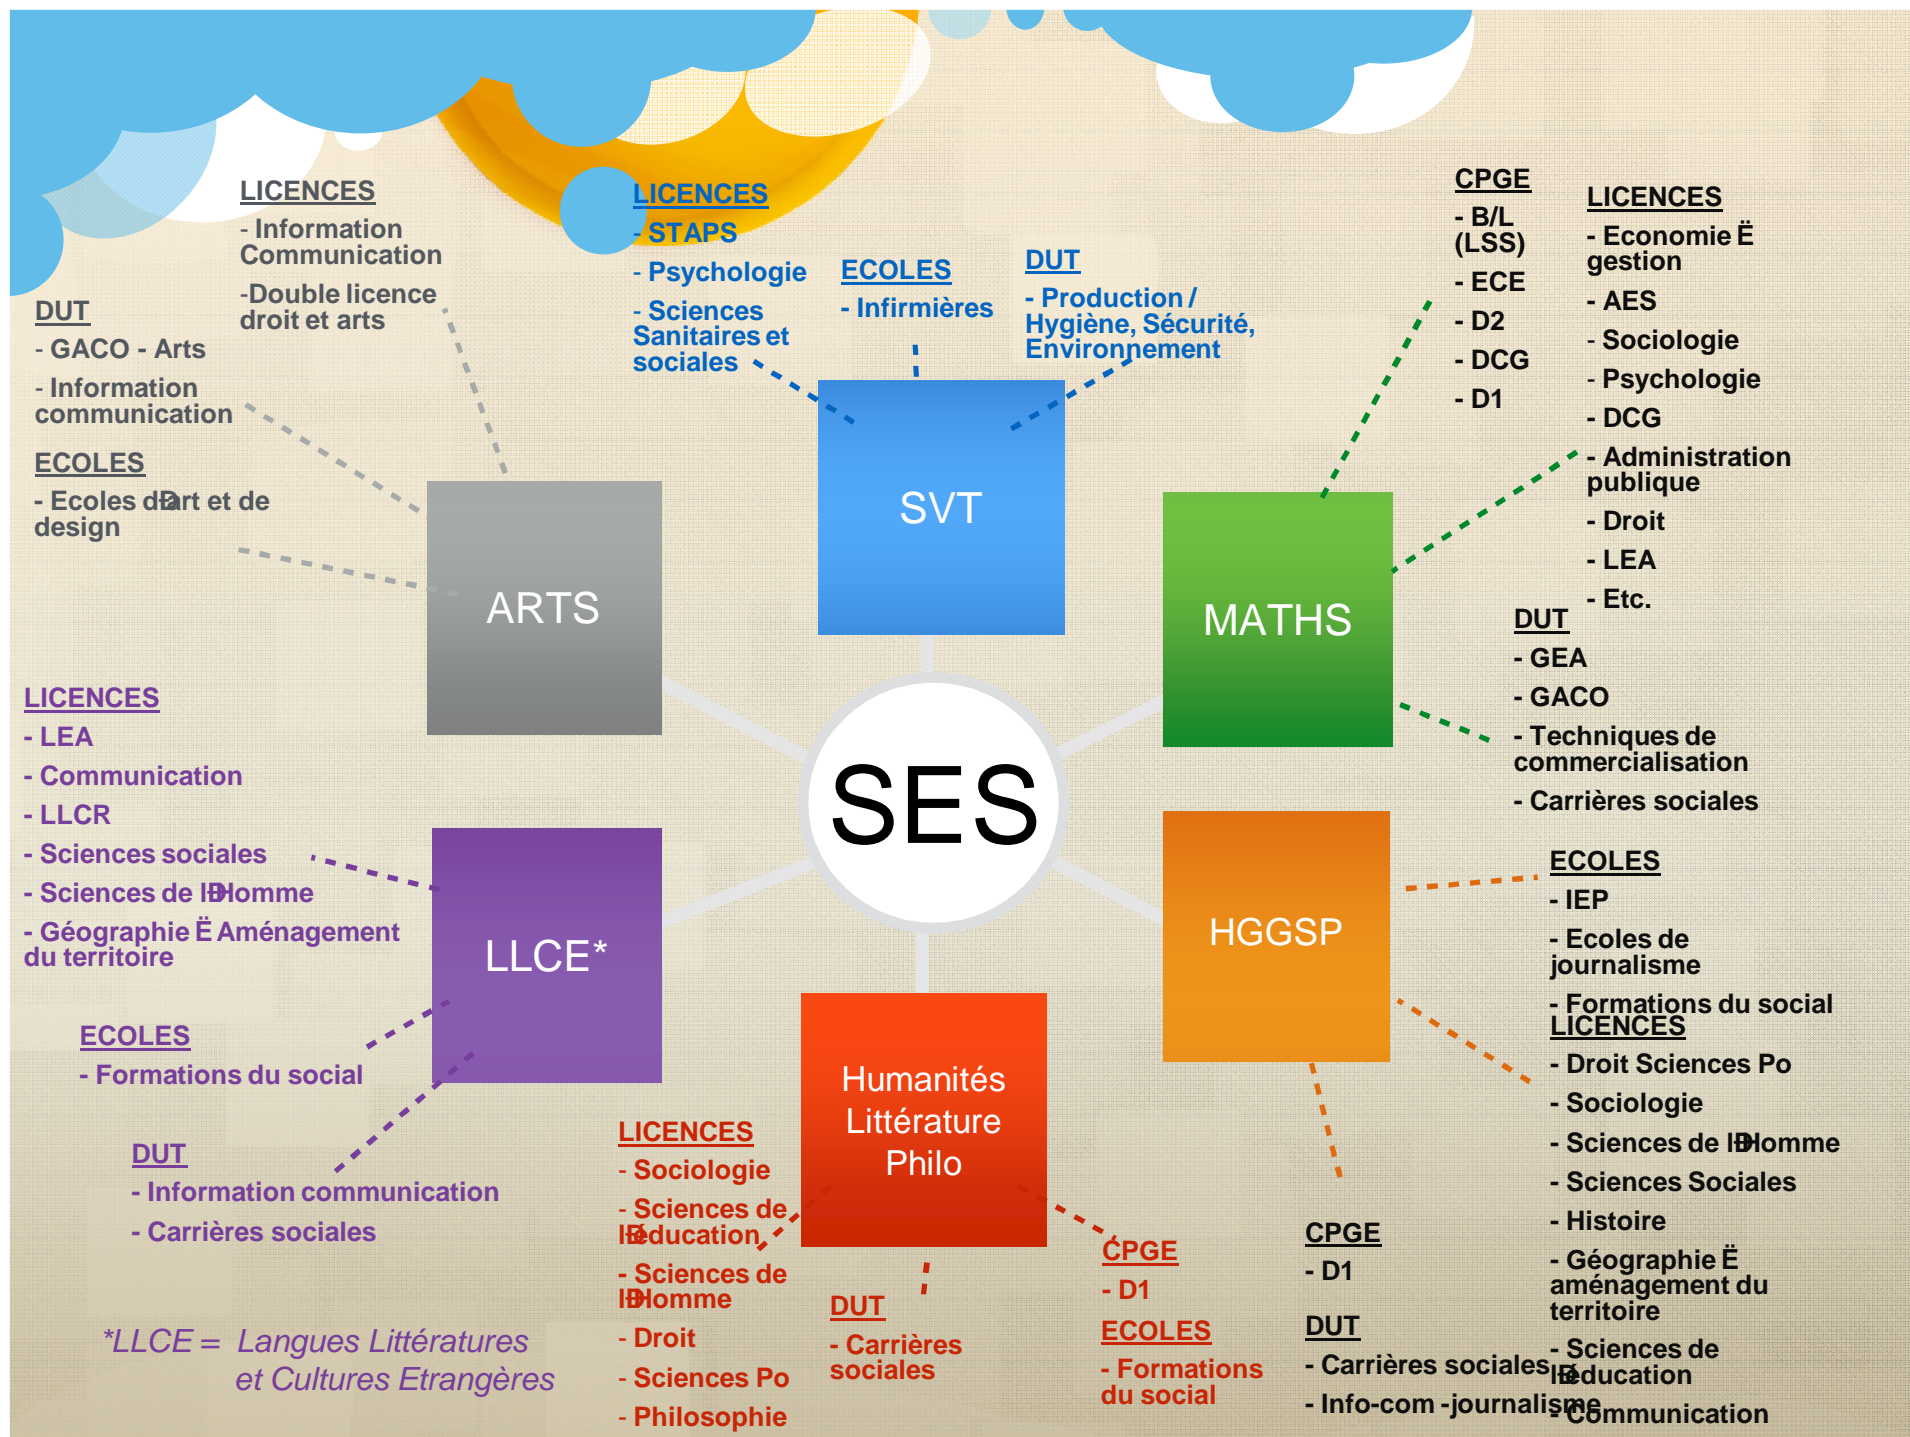 LICENCES
- Information
Communication
-Double licence
droit et arts
DUT
- GACO - Arts
- Information
communication
ECOLES
- Ecoles dÐart et de
design
ARTS
LICENCES
- STAPS
- Psychologie
- Sciences
Sanitaires et
sociales
ECOLES
- Infirmières
DUT
- Production /
Hygiène, Sécurité,
Environnement
SVT
CPGE
- B/L
(LSS)
- ECE
- D2
- DCG
- D1
LICENCES
- Economie Ë
gestion
- AES
- Sociologie
- Psychologie
- DCG
- Administration
publique
- Droit
- LEA
- Etc.
MATHS
DUT
- GEA
- GACO
- Techniques de
commercialisation
- Carrières sociales
SES
LICENCES
- LEA
- Communication
- LLCR
- Sciences sociales
- Sciences de lÐHomme
- Géographie Ë Aménagement
du territoire
LLCE*
ECOLES
- Formations du social
DUT
- Information communication
- Carrières sociales
*LLCE = Langues Littératures
et Cultures Etrangères
Humanités
Littérature
Philo
LICENCES
- Sociologie
- Sciences de
lÐéducation
- Sciences de
lÐHomme
- Droit
- Sciences Po
- Philosophie
DUT
- Carrières
sociales
CPGE
- D1
ECOLES
- Formations
du social
HGGSP
ECOLES
- IEP
- Ecoles de
journalisme
- Formations du social
LICENCES
- Droit Sciences Po
- Sociologie
- Sciences de lÐHomme
- Sciences Sociales
- Histoire
- Géographie Ë
aménagement du
territoire
- Sciences de
lÐéducation
- Communication
CPGE
- D1
DUT
- Carrières sociales
- Info-com -journalisme